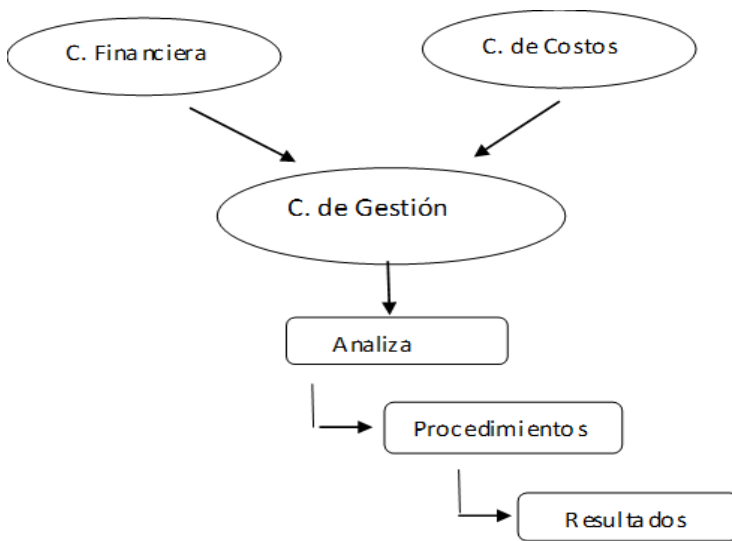 C. Financiera
C. de Costos
C. de Gestión
Analiza
Procedimientos
Resultados